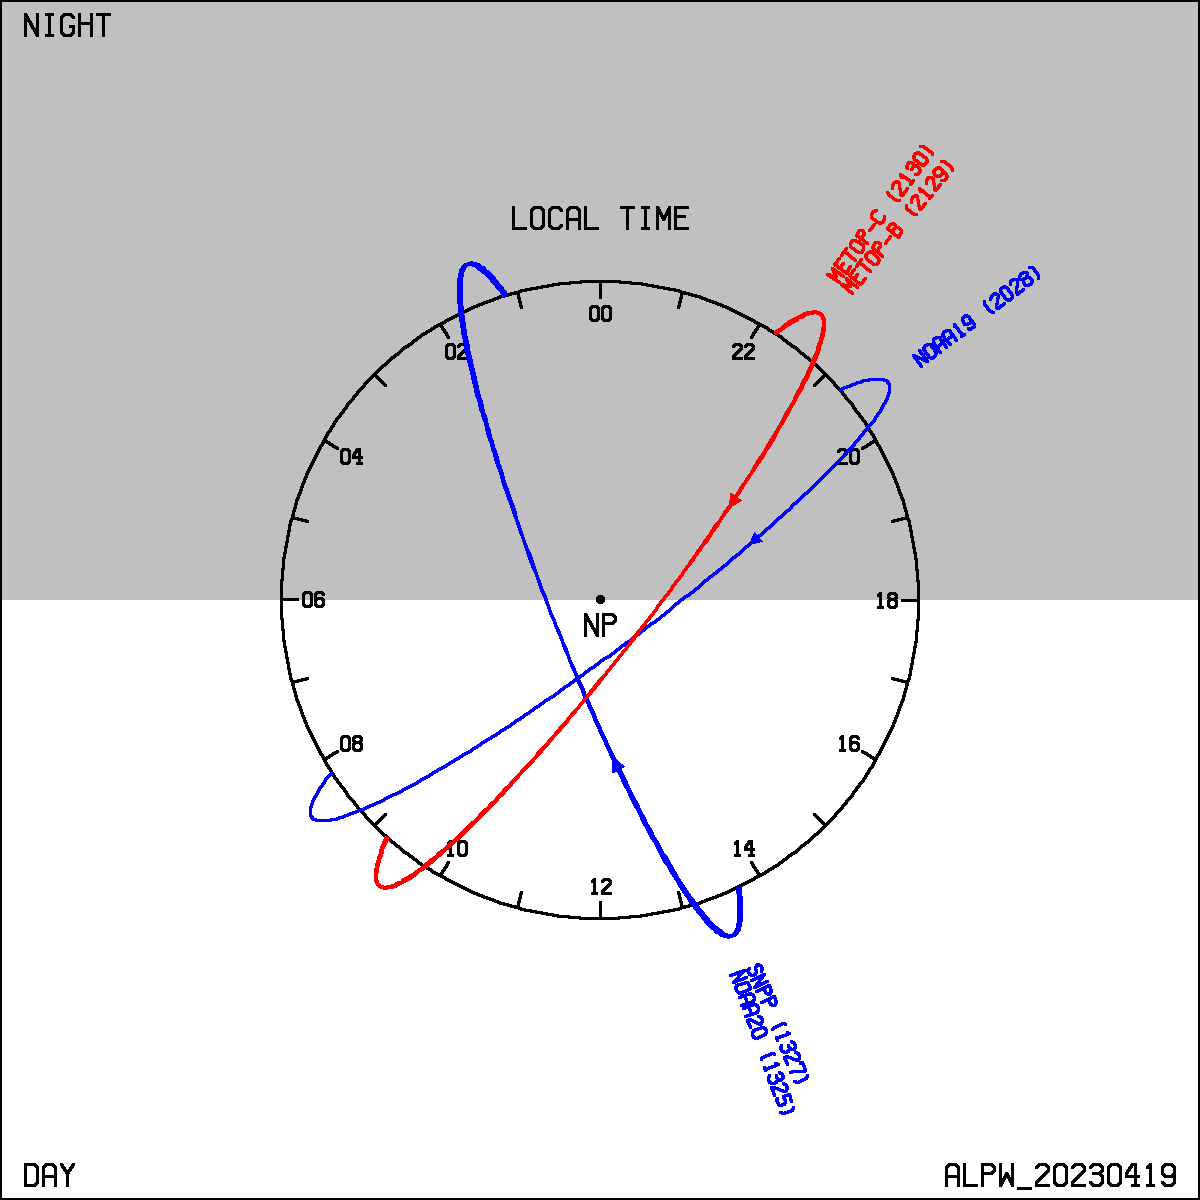 NIGHT
LOCAL TIME
METOP-C (2130)
METOP-B (2129)
NOAA19 (2028)
00
22
02
20
04
06
18
NP
08
16
10
14
12
SNPP (1327)
NOAA20 (1325)
DAY
ALPW_20230419